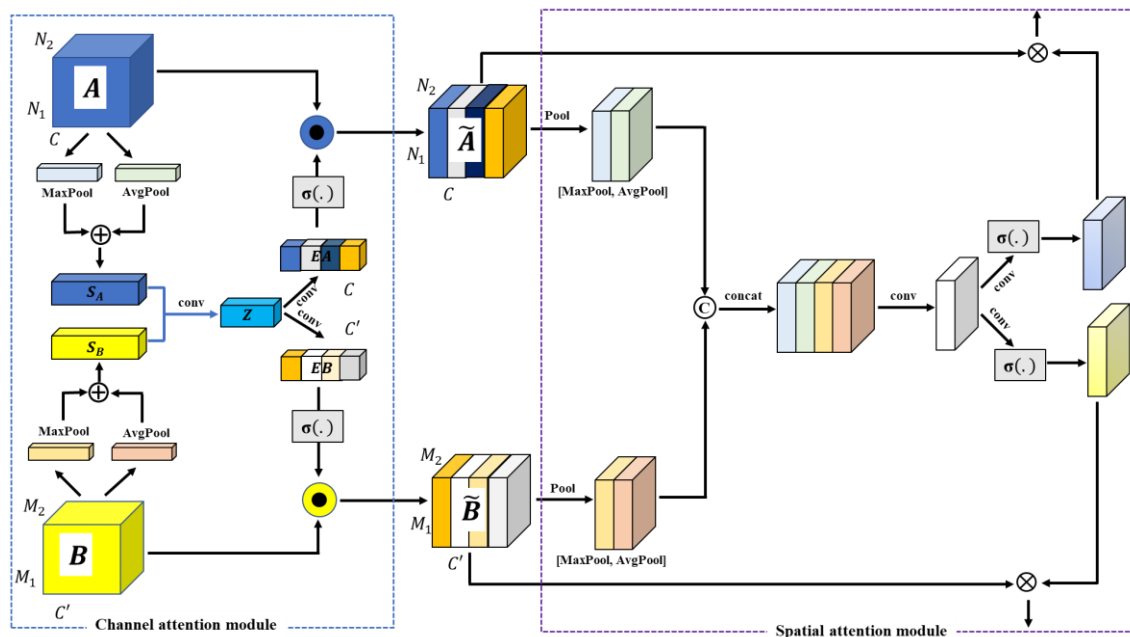 N₂
A
N₁
C
MaxPool
AvgPool
⊕
S_A
conv
Z
S_B
⊕
MaxPool
AvgPool
M₂
B
M₁
C′
σ(.)
EA
C
conv
conv
C′
EB
σ(.)
Channel attention module
N₂
Ã
N₁
C
Pool
[MaxPool, AvgPool]
C
concat
conv
conv
σ(.)
conv
σ(.)
⊗
M₂
B̃
M₁
C′
Pool
[MaxPool, AvgPool]
⊗
Spatial attention module